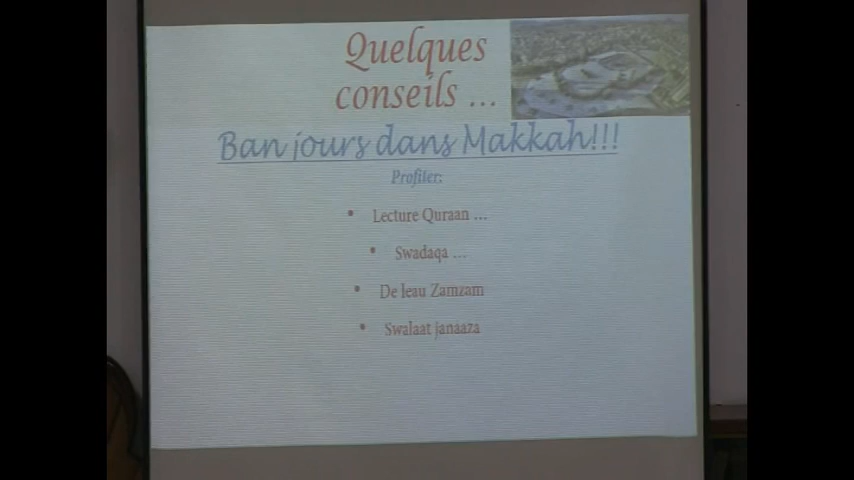 Quelques
conseils ...
Ban jours dans Makkah!!!
Profiter:
• Lecture Quraan ...
• Swadaqa ...
• De leau Zamzam
• Swalaat janaaza